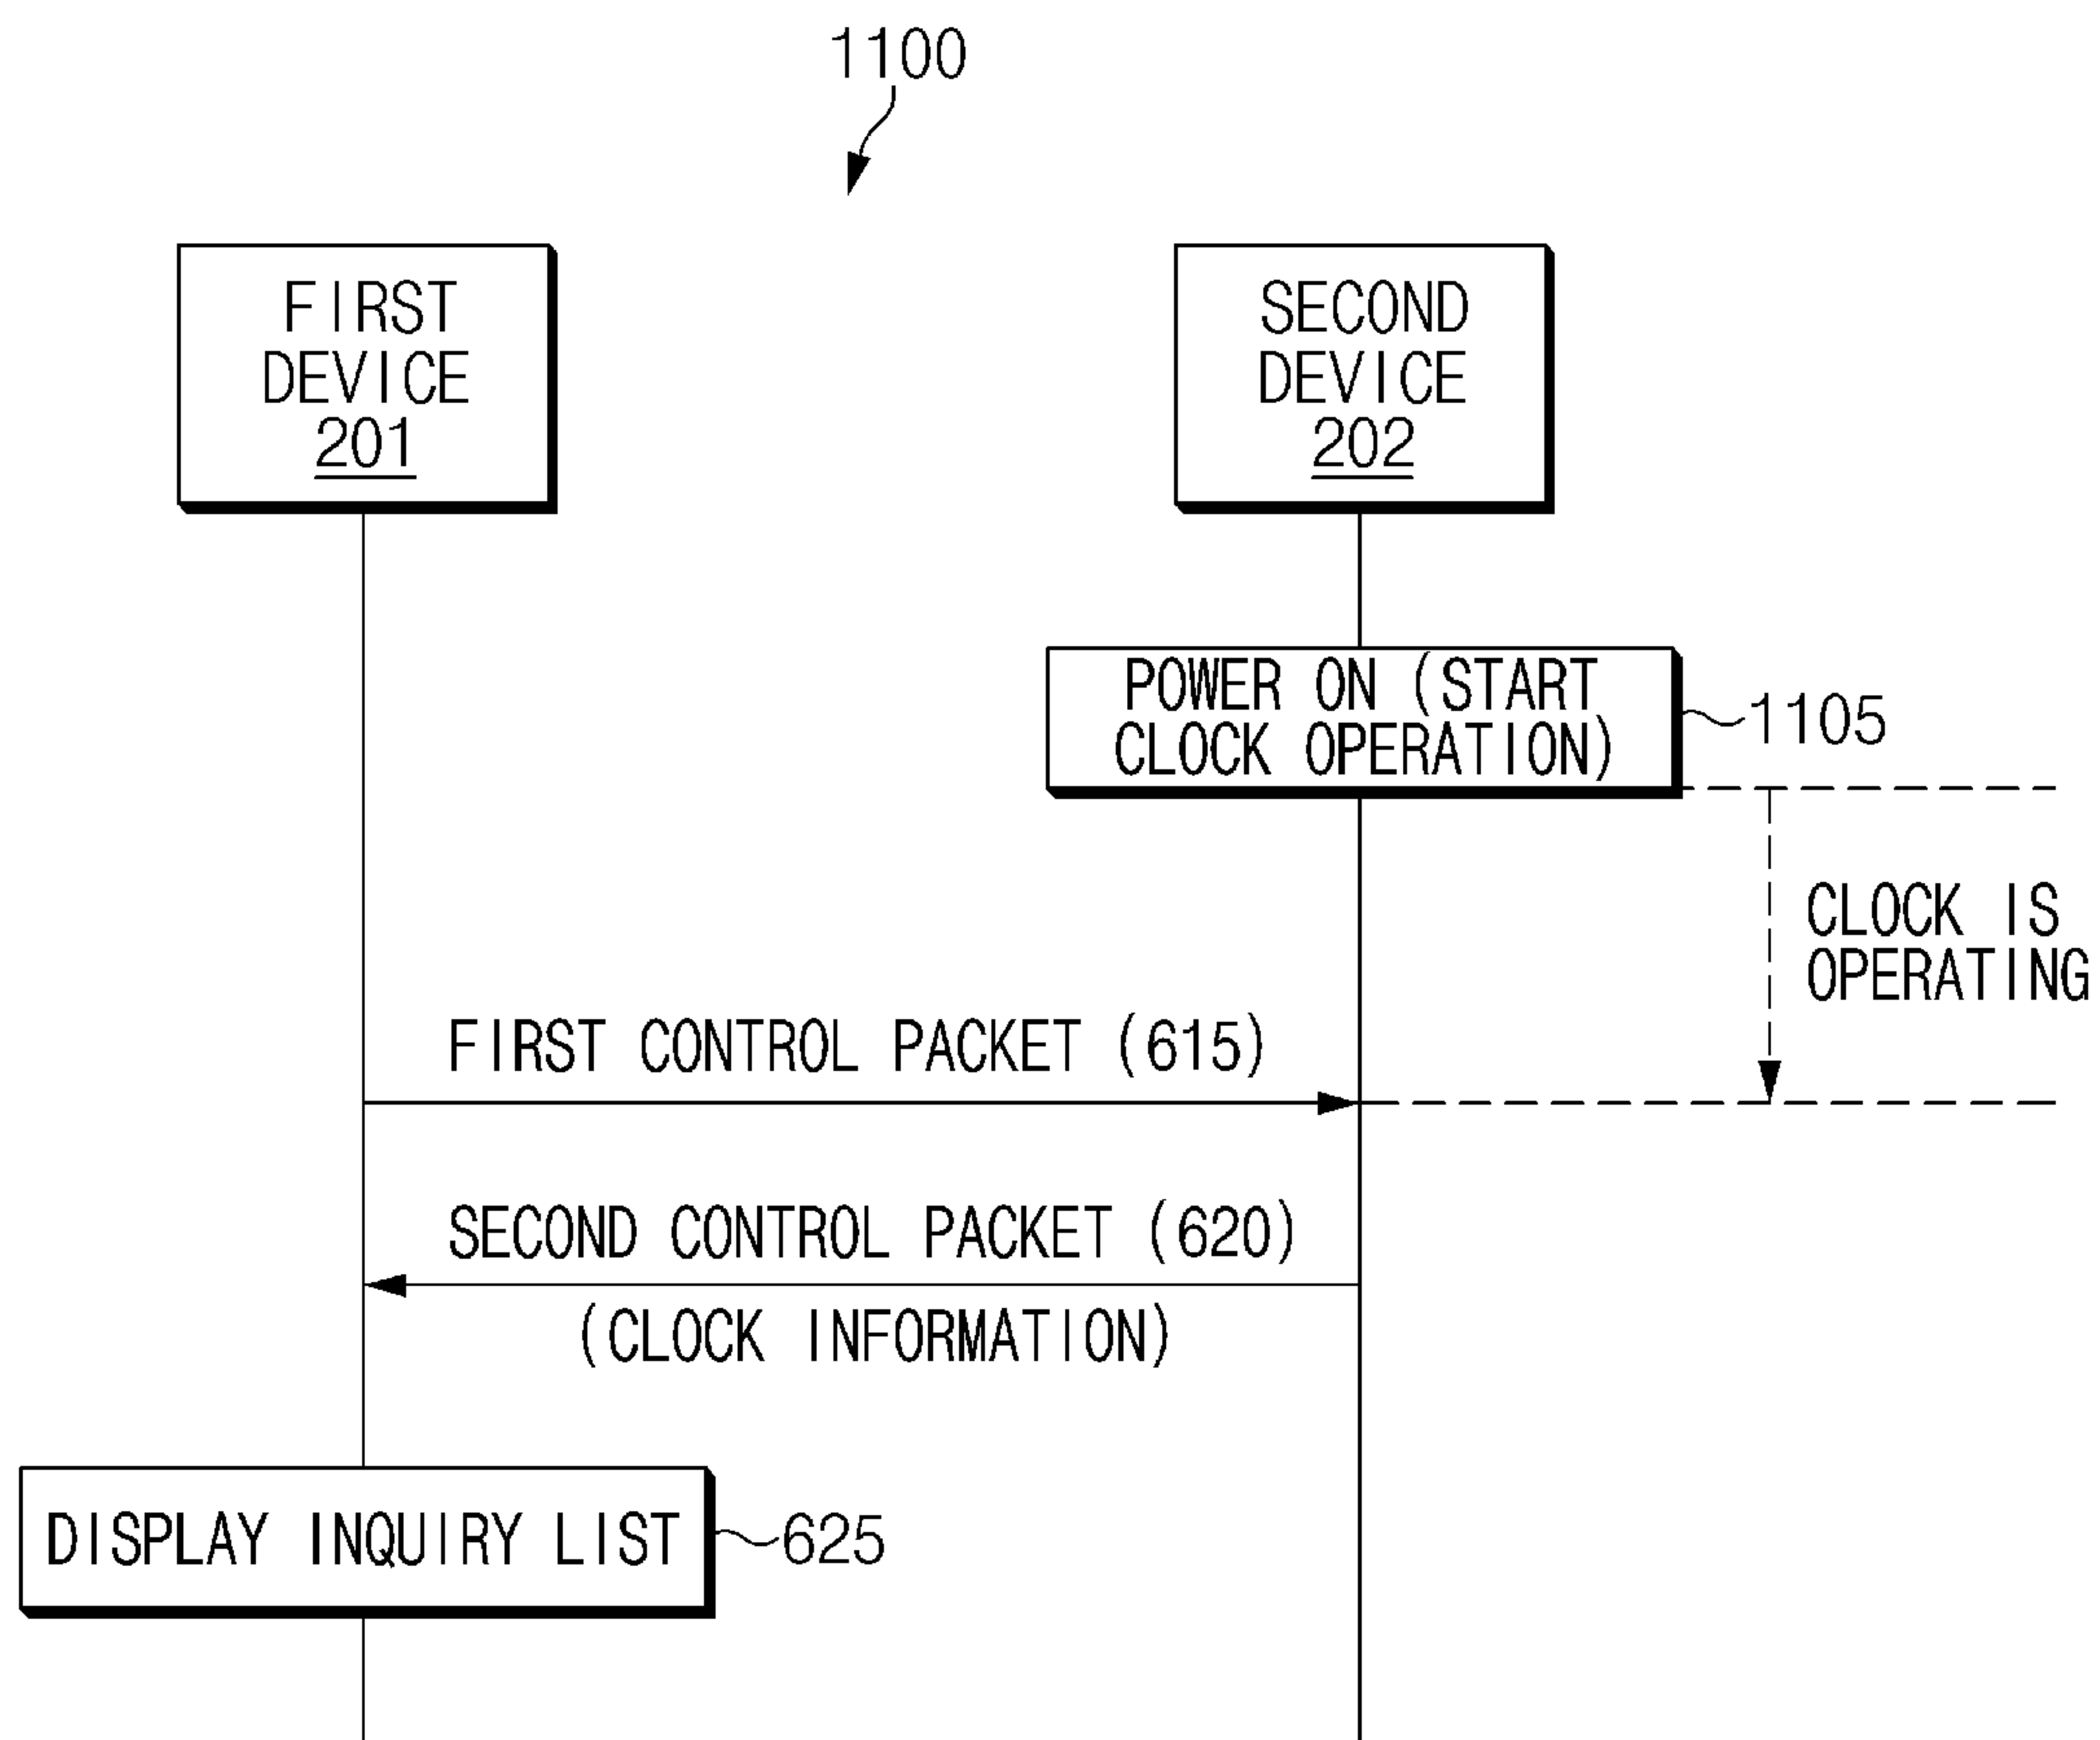 1100
FIRST
DEVICE
201
SECOND
DEVICE
202
POWER ON (START
CLOCK OPERATION)
1105
CLOCK IS
OPERATING
FIRST CONTROL PACKET (615)
SECOND CONTROL PACKET (620)
(CLOCK INFORMATION)
DISPLAY INQUIRY LIST
625